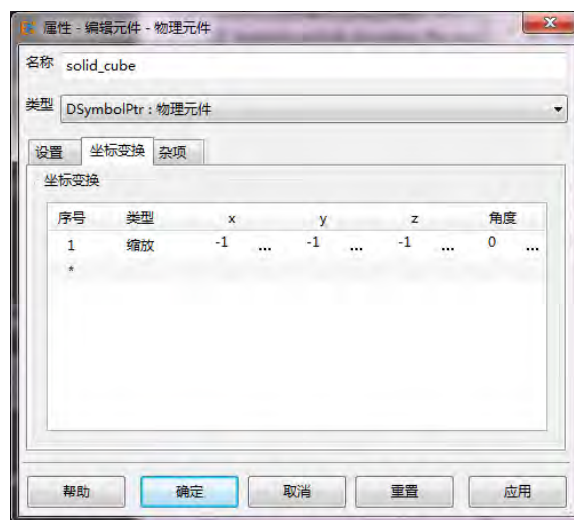 属性 - 编辑元件 - 物理元件
名称 solid_cube
类型 DSymbolPtr : 物理元件
设置 坐标变换 杂项
坐标变换
序号 类型 x y z 角度
1 缩放 -1 ... -1 ... -1 ... 0 ...
*
帮助 确定 取消 重置 应用